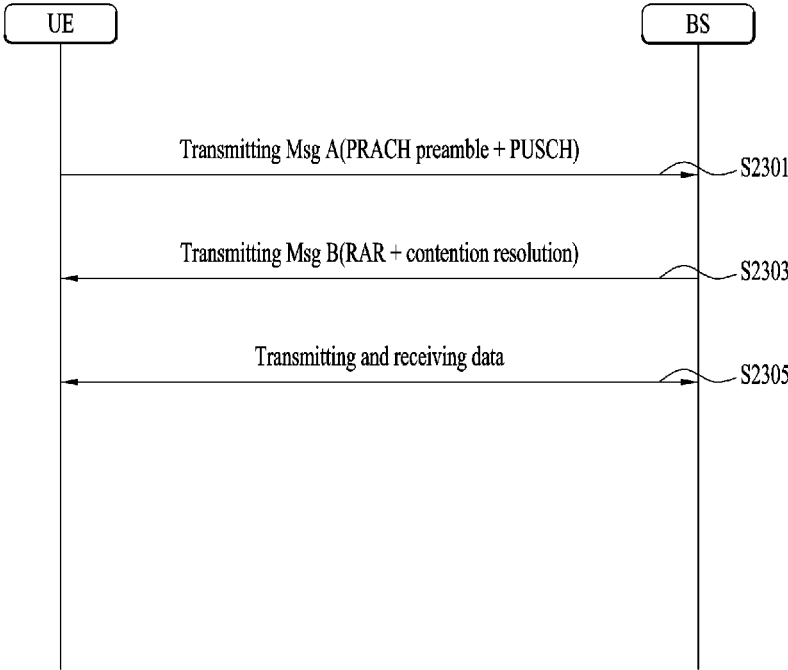 UE
BS
Transmitting Msg A(PRACH preamble + PUSCH)
S2301
Transmitting Msg B(RAR + contention resolution)
S2303
Transmitting and receiving data
S2305